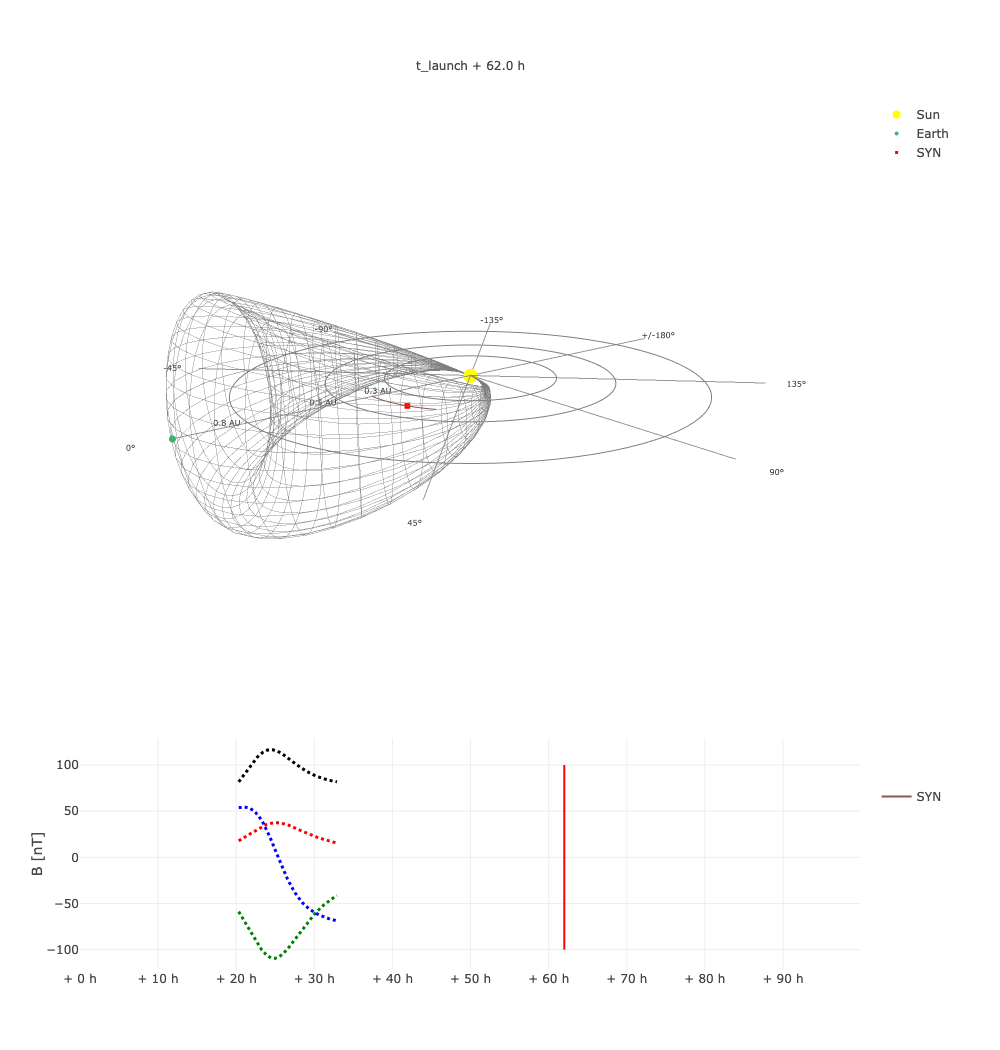 t_launch + 62.0 h
Sun
Earth
SYN
-135°
-90°
+/-180°
-45°
135°
0.3 AU
0.5 AU
0.8 AU
0°
90°
45°
100
50
0
−50
−100
B [nT]
SYN
+ 0 h
+ 10 h
+ 20 h
+ 30 h
+ 40 h
+ 50 h
+ 60 h
+ 70 h
+ 80 h
+ 90 h